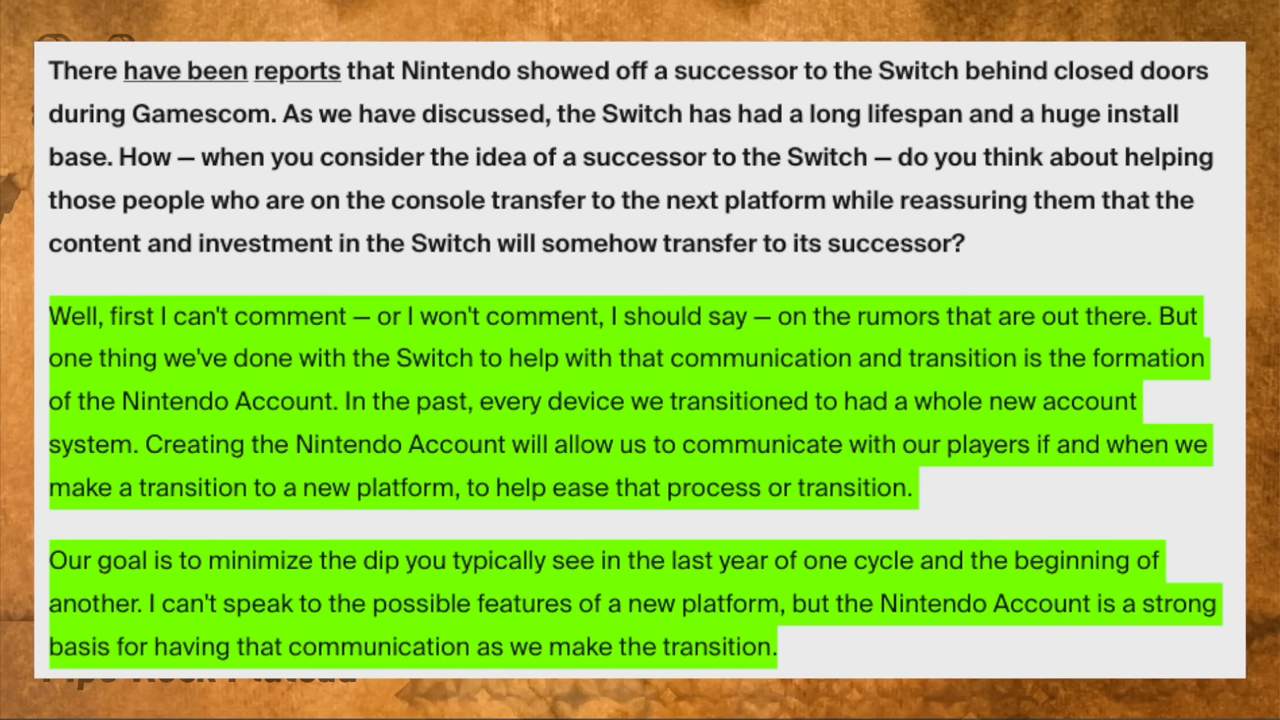 There have been reports that Nintendo showed off a successor to the Switch behind closed doors
during Gamescom. As we have discussed, the Switch has had a long lifespan and a huge install
base. How — when you consider the idea of a successor to the Switch — do you think about helping
those people who are on the console transfer to the next platform while reassuring them that the
content and investment in the Switch will somehow transfer to its successor?
Well, first I can't comment — or I won't comment, I should say — on the rumors that are out there. But
one thing we've done with the Switch to help with that communication and transition is the formation
of the Nintendo Account. In the past, every device we transitioned to had a whole new account
system. Creating the Nintendo Account will allow us to communicate with our players if and when we
make a transition to a new platform, to help ease that process or transition.
Our goal is to minimize the dip you typically see in the last year of one cycle and the beginning of
another. I can't speak to the possible features of a new platform, but the Nintendo Account is a strong
basis for having that communication as we make the transition.